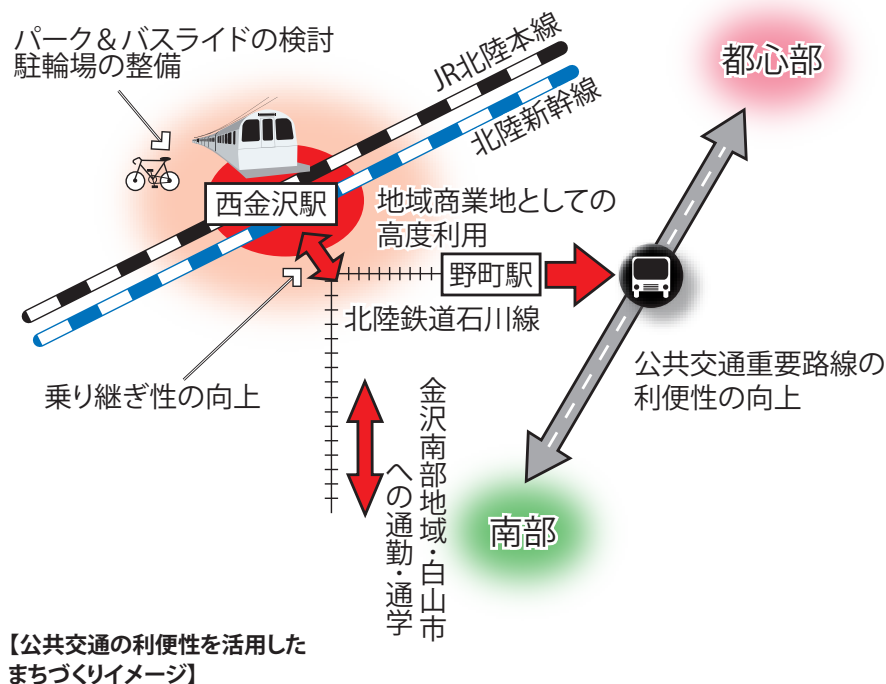 パーク＆バスライドの検討
駐輪場の整備
JR北陸本線
北陸新幹線
都心部
西金沢駅
地域商業地としての
高度利用
野町駅
北陸鉄道石川線
乗り継ぎ性の向上
公共交通重要路線の
利便性の向上
金沢南部地域・白山市
への通勤・通学
南部
【公共交通の利便性を活用した
まちづくりイメージ】